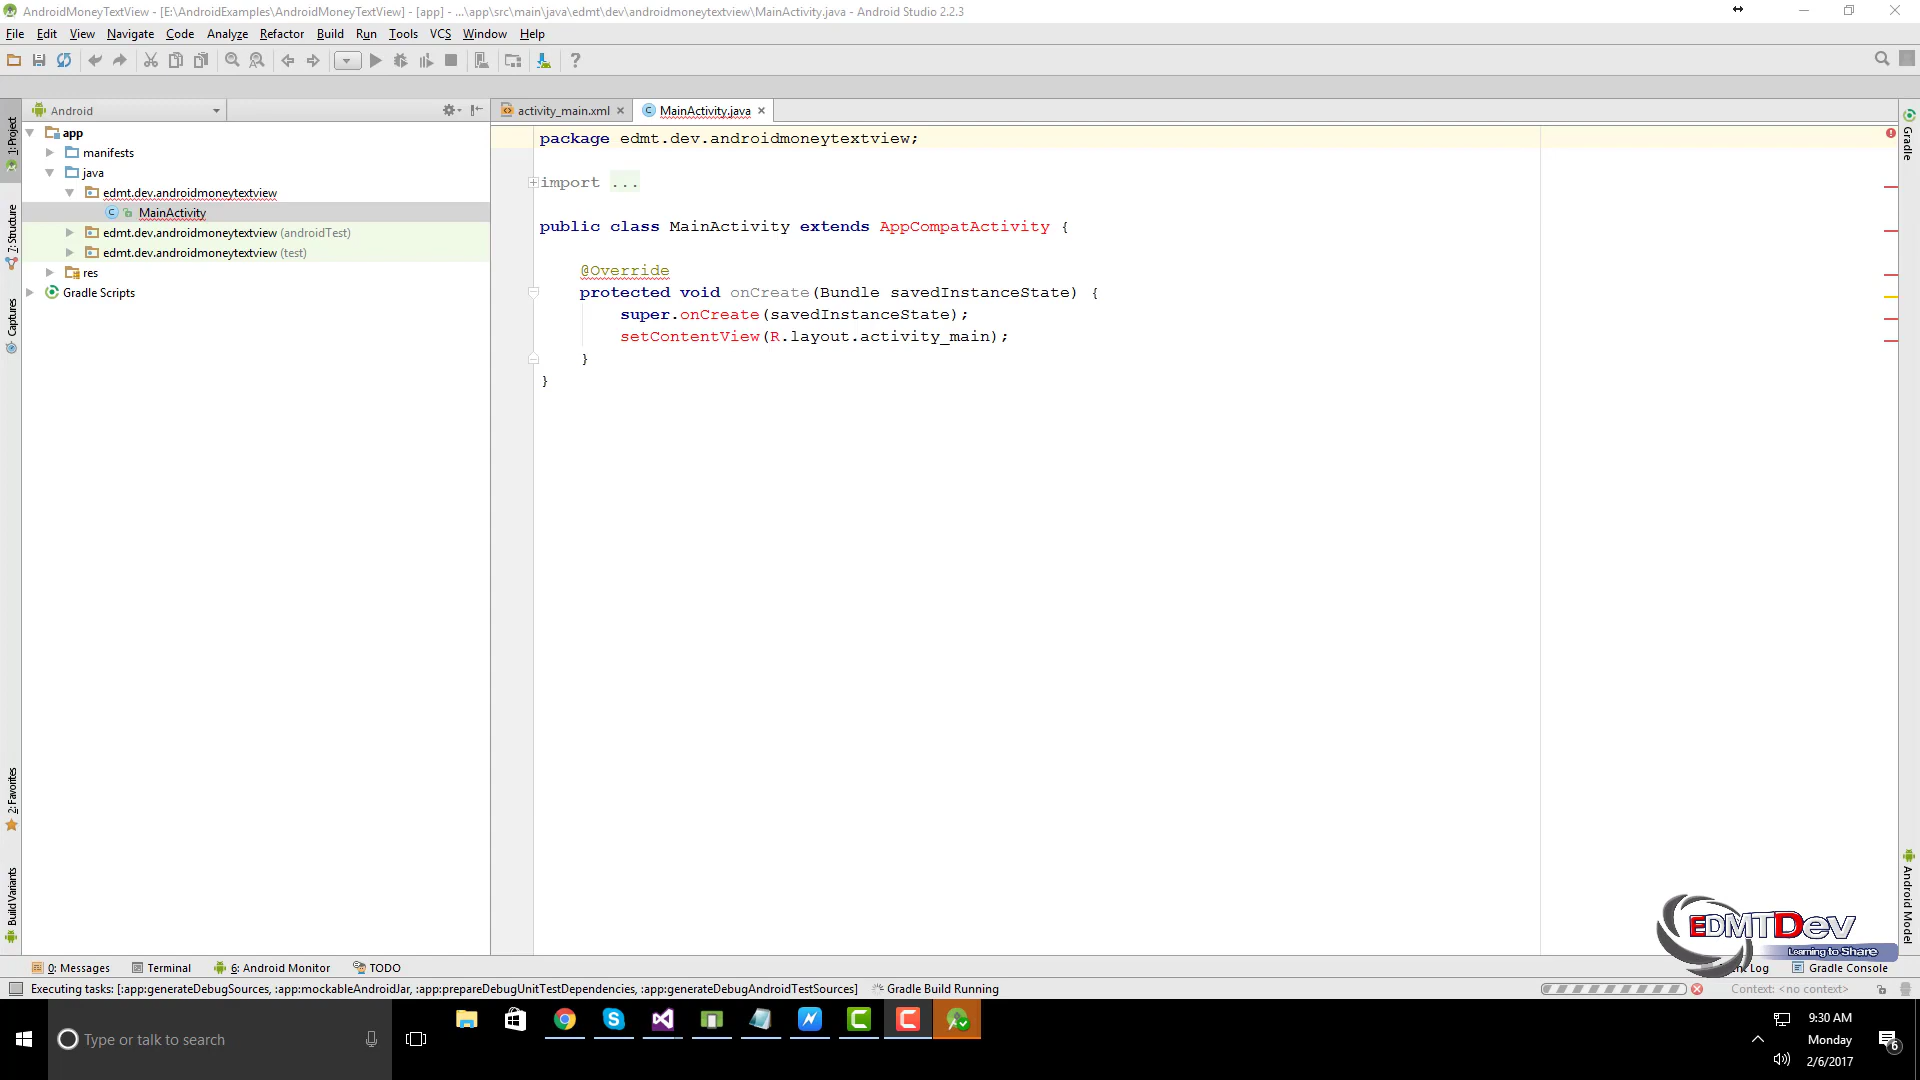 AndroidMoneyTextView - [E:\AndroidExamples\AndroidMoneyTextView] - [app] - ...\app\src\main\java\edmt\dev\androidmoneytextview\MainActivity.java - Android Studio 2.2.3
File Edit View Navigate Code Analyze Refactor Build Run Tools VCS Window Help
Android
activity_main.xml
MainActivity.java
1: Project
7: Structure
Captures
2: Favorites
Build Variants
app
manifests
java
edmt.dev.androidmoneytextview
MainActivity
edmt.dev.androidmoneytextview (androidTest)
edmt.dev.androidmoneytextview (test)
res
Gradle Scripts
package edmt.dev.androidmoneytextview;
import ...
public class MainActivity extends AppCompatActivity {
@Override
protected void onCreate(Bundle savedInstanceState) {
super.onCreate(savedInstanceState);
setContentView(R.layout.activity_main);
}
}
Gradle
Android Model
EDMTDev
Learning to Share
0: Messages Terminal 6: Android Monitor TODO
Log Gradle Console
Executing tasks: [:app:generateDebugSources, :app:mockableAndroidJar, :app:prepareDebugUnitTestDependencies, :app:generateDebugAndroidTestSources] Gradle Build Running
Context: <no context>
Type or talk to search
9:30 AM
Monday
2/6/2017
6